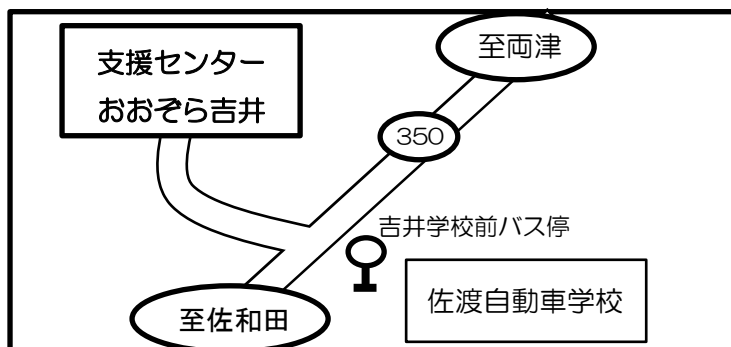 支援センター
おおぞら吉井
至両津
350
吉井学校前バス停
佐渡自動車学校
至佐和田